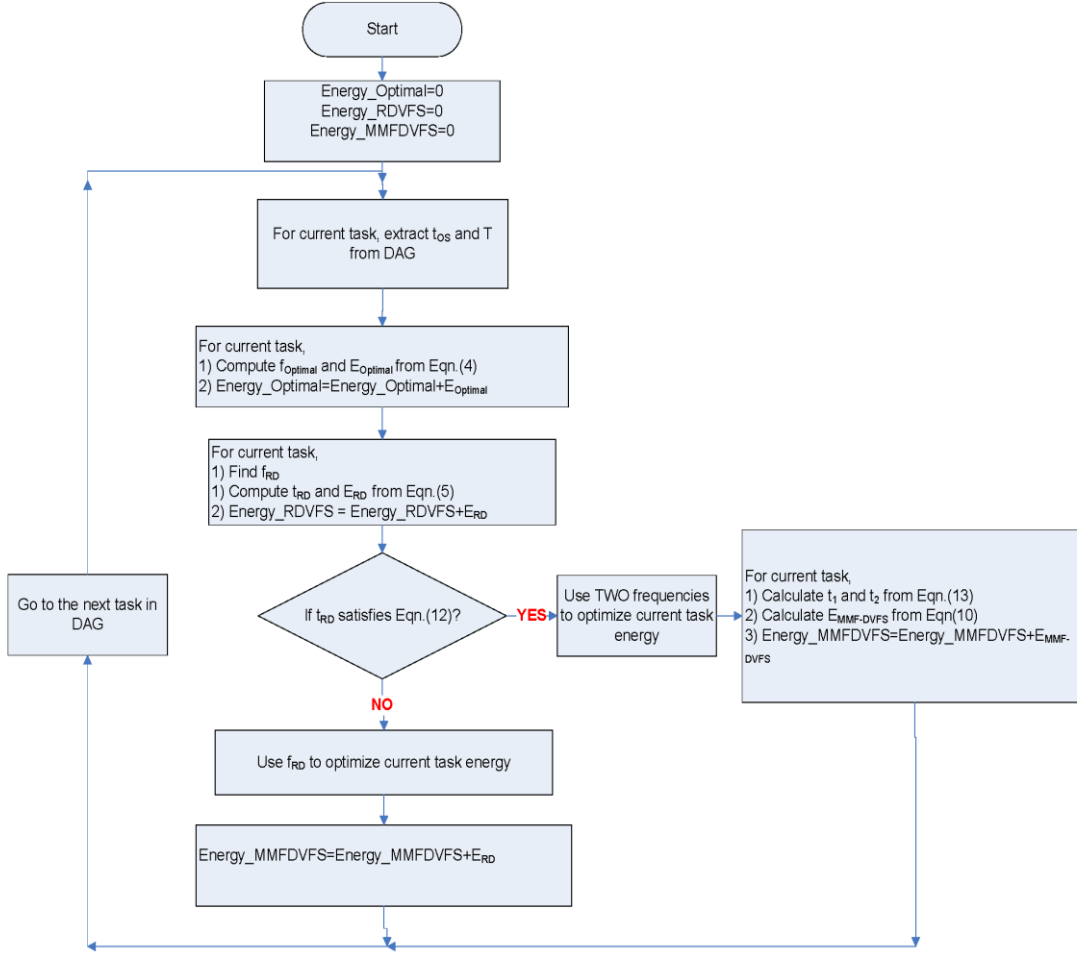 Start
Energy_Optimal=0
Energy_RDVFS=0
Energy_MMFDVFS=0
For current task, extract tOS and T
from DAG
For current task,
1) Compute fOptimal and EOptimal from Eqn.(4)
2) Energy_Optimal=Energy_Optimal+EOptimal
For current task,
1) Find fRD
1) Compute tRD and ERD from Eqn.(5)
2) Energy_RDVFS = Energy_RDVFS+ERD
If tRD satisfies Eqn.(12)?
YES
Use TWO frequencies
to optimize current task
energy
For current task,
1) Calculate t1 and t2 from Eqn.(13)
2) Calculate EMMF-DVFS from Eqn(10)
3) Energy_MMFDVFS=Energy_MMFDVFS+EMMF-
DVFS
Go to the next task in
DAG
NO
Use fRD to optimize current task energy
Energy_MMFDVFS=Energy_MMFDVFS+ERD